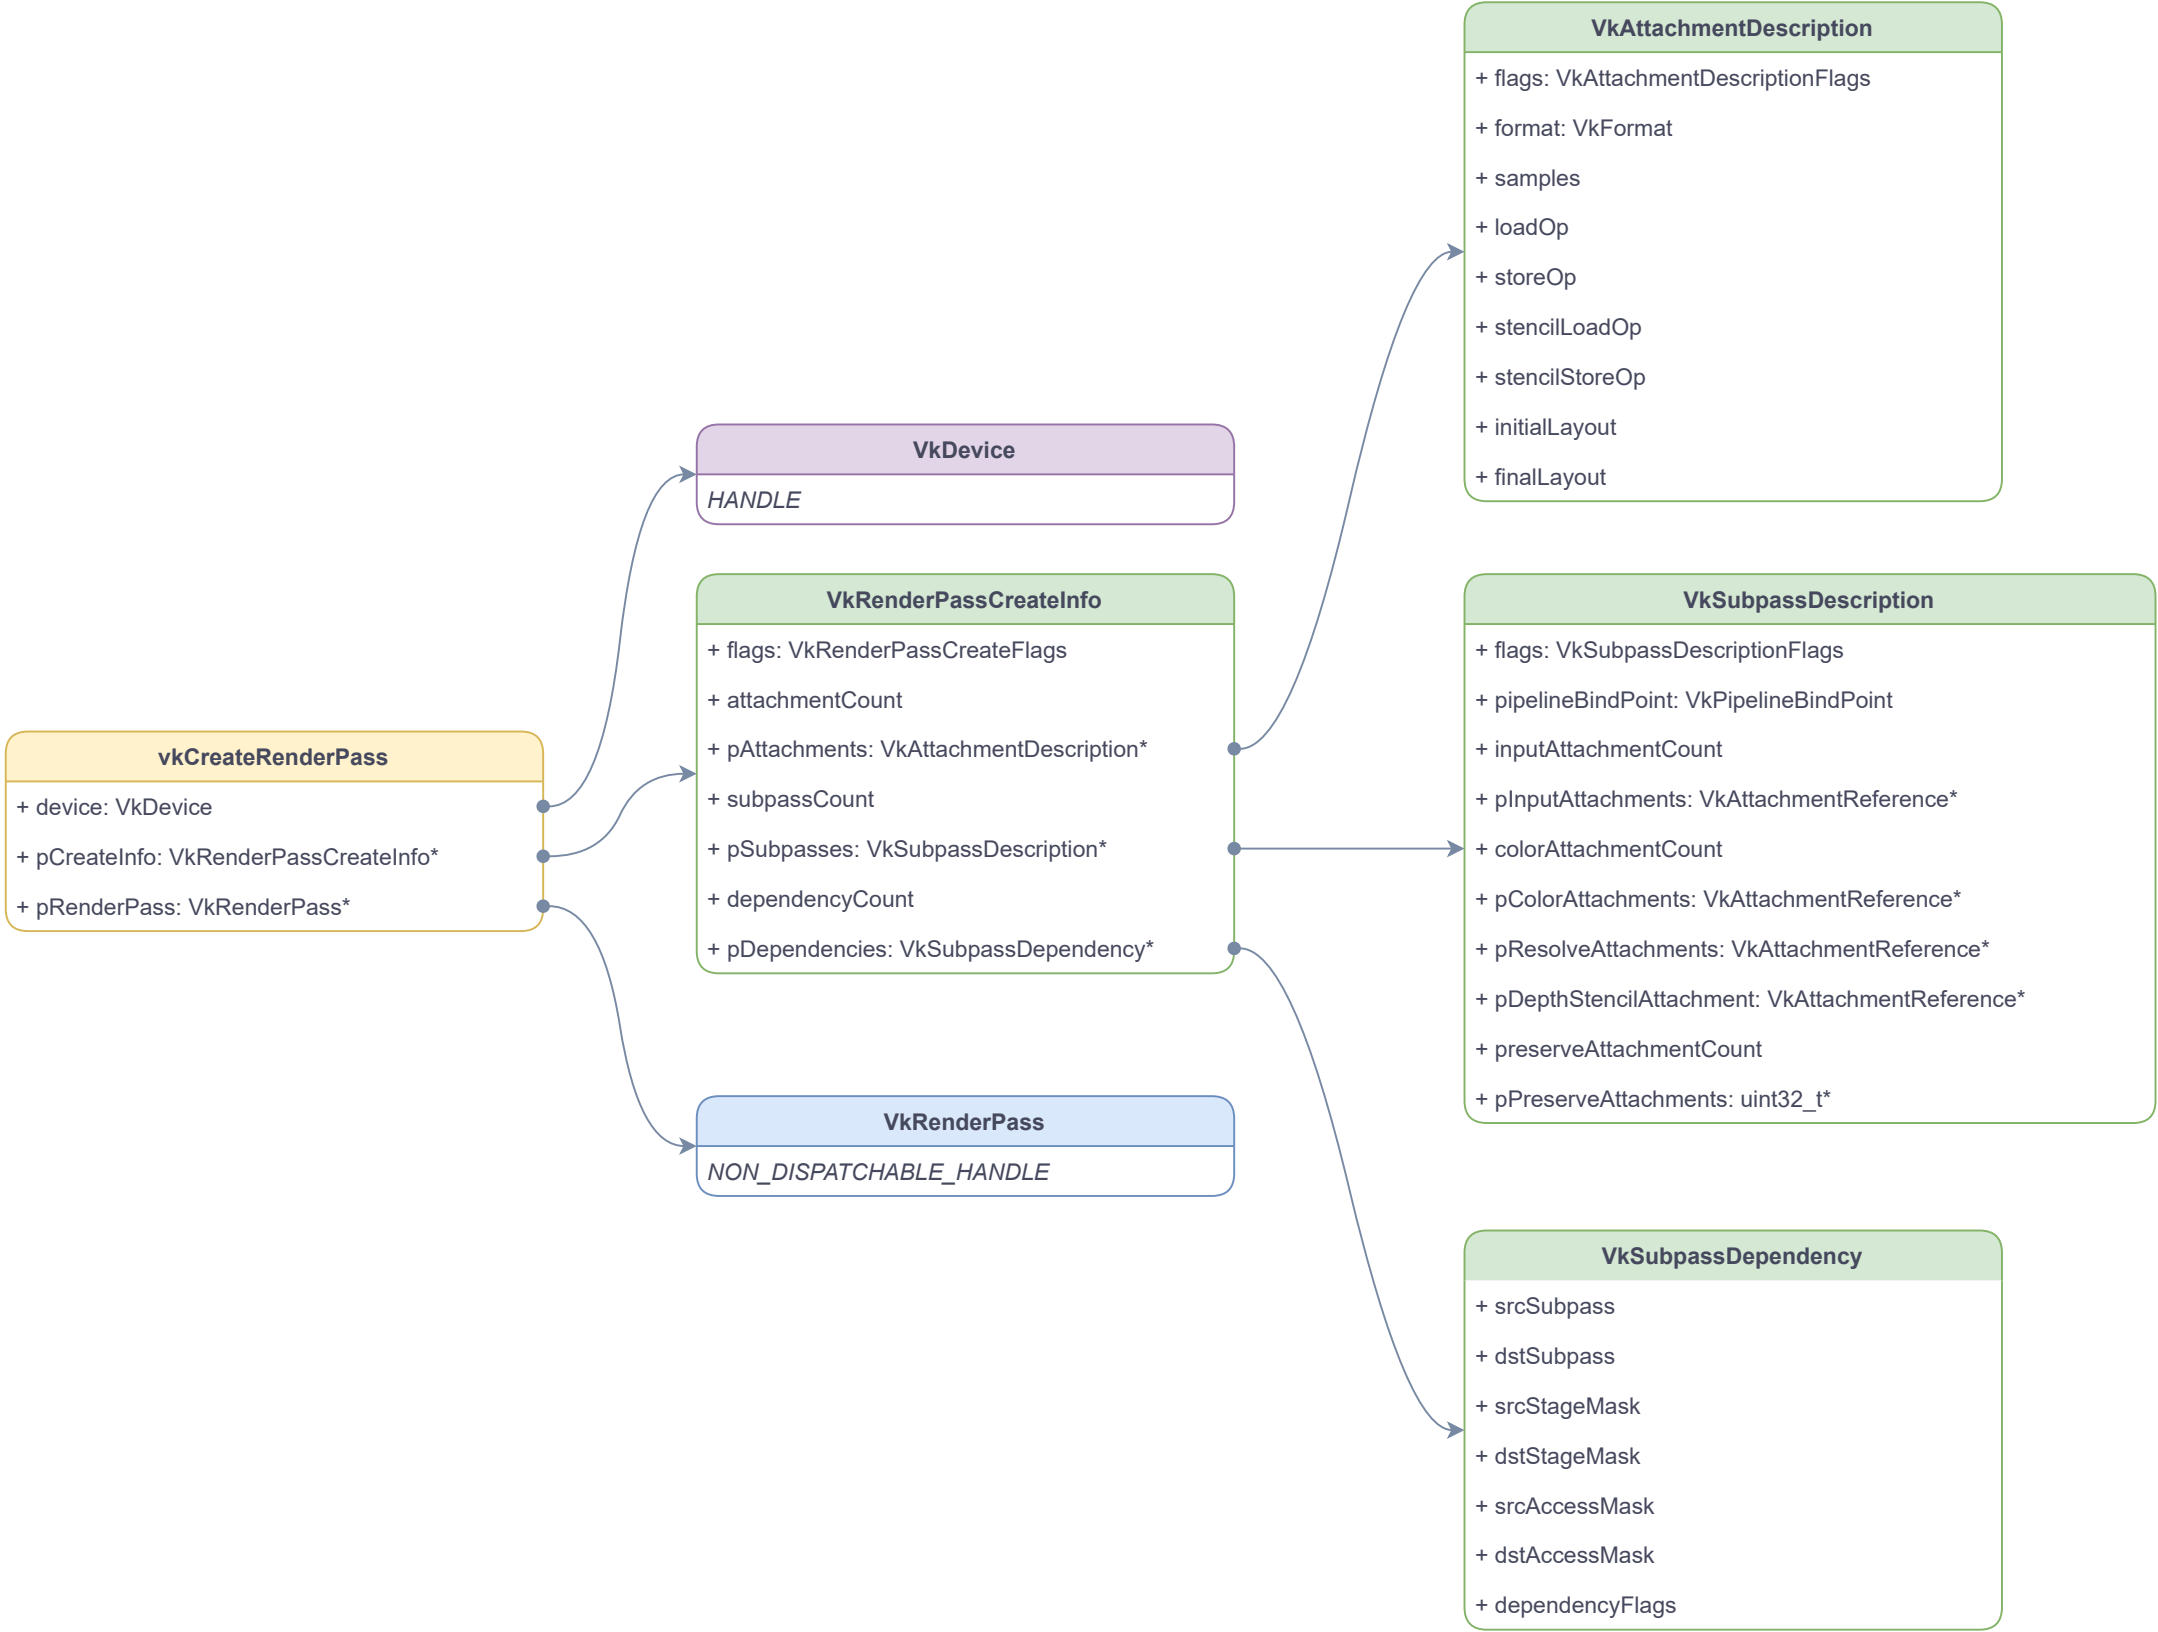 vkCreateRenderPass
+ device: VkDevice
+ pCreateInfo: VkRenderPassCreateInfo*
+ pRenderPass: VkRenderPass*
VkDevice
HANDLE
VkRenderPassCreateInfo
+ flags: VkRenderPassCreateFlags
+ attachmentCount
+ pAttachments: VkAttachmentDescription*
+ subpassCount
+ pSubpasses: VkSubpassDescription*
+ dependencyCount
+ pDependencies: VkSubpassDependency*
VkRenderPass
NON_DISPATCHABLE_HANDLE
VkAttachmentDescription
+ flags: VkAttachmentDescriptionFlags
+ format: VkFormat
+ samples
+ loadOp
+ storeOp
+ stencilLoadOp
+ stencilStoreOp
+ initialLayout
+ finalLayout
VkSubpassDescription
+ flags: VkSubpassDescriptionFlags
+ pipelineBindPoint: VkPipelineBindPoint
+ inputAttachmentCount
+ pInputAttachments: VkAttachmentReference*
+ colorAttachmentCount
+ pColorAttachments: VkAttachmentReference*
+ pResolveAttachments: VkAttachmentReference*
+ pDepthStencilAttachment: VkAttachmentReference*
+ preserveAttachmentCount
+ pPreserveAttachments: uint32_t*
VkSubpassDependency
+ srcSubpass
+ dstSubpass
+ srcStageMask
+ dstStageMask
+ srcAccessMask
+ dstAccessMask
+ dependencyFlags